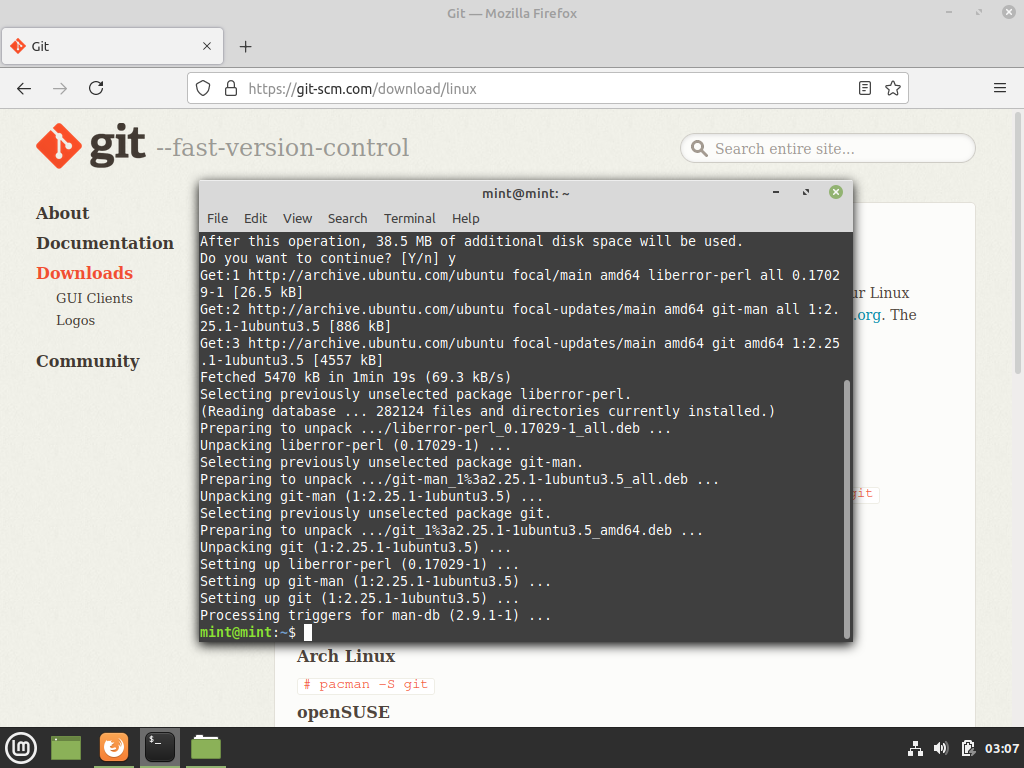 Git — Mozilla Firefox
Git
https://git-scm.com/download/linux
git --fast-version-control
Search entire site...
About
Documentation
Downloads
GUI Clients
Logos
Community
mint@mint: ~
File Edit View Search Terminal Help
After this operation, 38.5 MB of additional disk space will be used.
Do you want to continue? [Y/n] y
Get:1 http://archive.ubuntu.com/ubuntu focal/main amd64 liberror-perl all 0.1702
9-1 [26.5 kB]
Get:2 http://archive.ubuntu.com/ubuntu focal-updates/main amd64 git-man all 1:2.
25.1-1ubuntu3.5 [886 kB]
Get:3 http://archive.ubuntu.com/ubuntu focal-updates/main amd64 git amd64 1:2.25
.1-1ubuntu3.5 [4557 kB]
Fetched 5470 kB in 1min 19s (69.3 kB/s)
Selecting previously unselected package liberror-perl.
(Reading database ... 282124 files and directories currently installed.)
Preparing to unpack .../liberror-perl_0.17029-1_all.deb ...
Unpacking liberror-perl (0.17029-1) ...
Selecting previously unselected package git-man.
Preparing to unpack .../git-man_1%3a2.25.1-1ubuntu3.5_all.deb ...
Unpacking git-man (1:2.25.1-1ubuntu3.5) ...
Selecting previously unselected package git.
Preparing to unpack .../git_1%3a2.25.1-1ubuntu3.5_amd64.deb ...
Unpacking git (1:2.25.1-1ubuntu3.5) ...
Setting up liberror-perl (0.17029-1) ...
Setting up git-man (1:2.25.1-1ubuntu3.5) ...
Setting up git (1:2.25.1-1ubuntu3.5) ...
Processing triggers for man-db (2.9.1-1) ...
mint@mint:~$
Linux
.org. The
git
Arch Linux
# pacman -S git
openSUSE
03:07